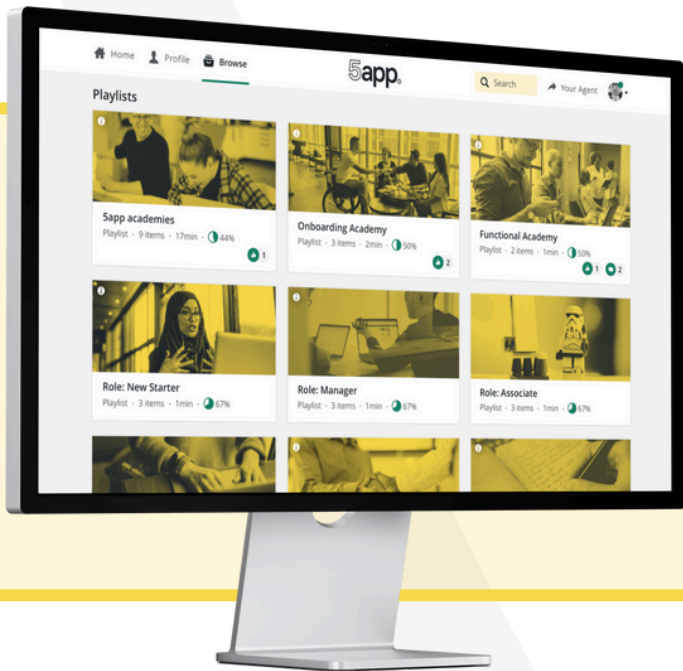 Home Profile Browse 5app. Search Your Agent
Playlists
5app academies
Playlist - 9 items - 17min - 44%
1
Onboarding Academy
Playlist - 3 items - 2min - 50%
2
Functional Academy
Playlist - 2 items - 1min - 50%
1 2
Role: New Starter
Playlist - 3 items - 1min - 67%
Role: Manager
Playlist - 3 items - 1min - 67%
Role: Associate
Playlist - 3 items - 1min - 67%